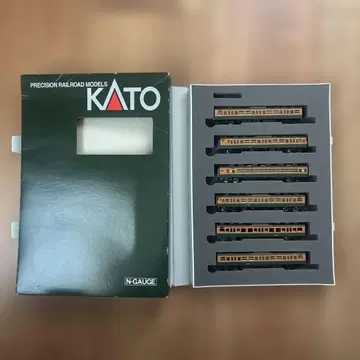 PRECISION RAILROAD MODELS
KATO
N-GAUGE